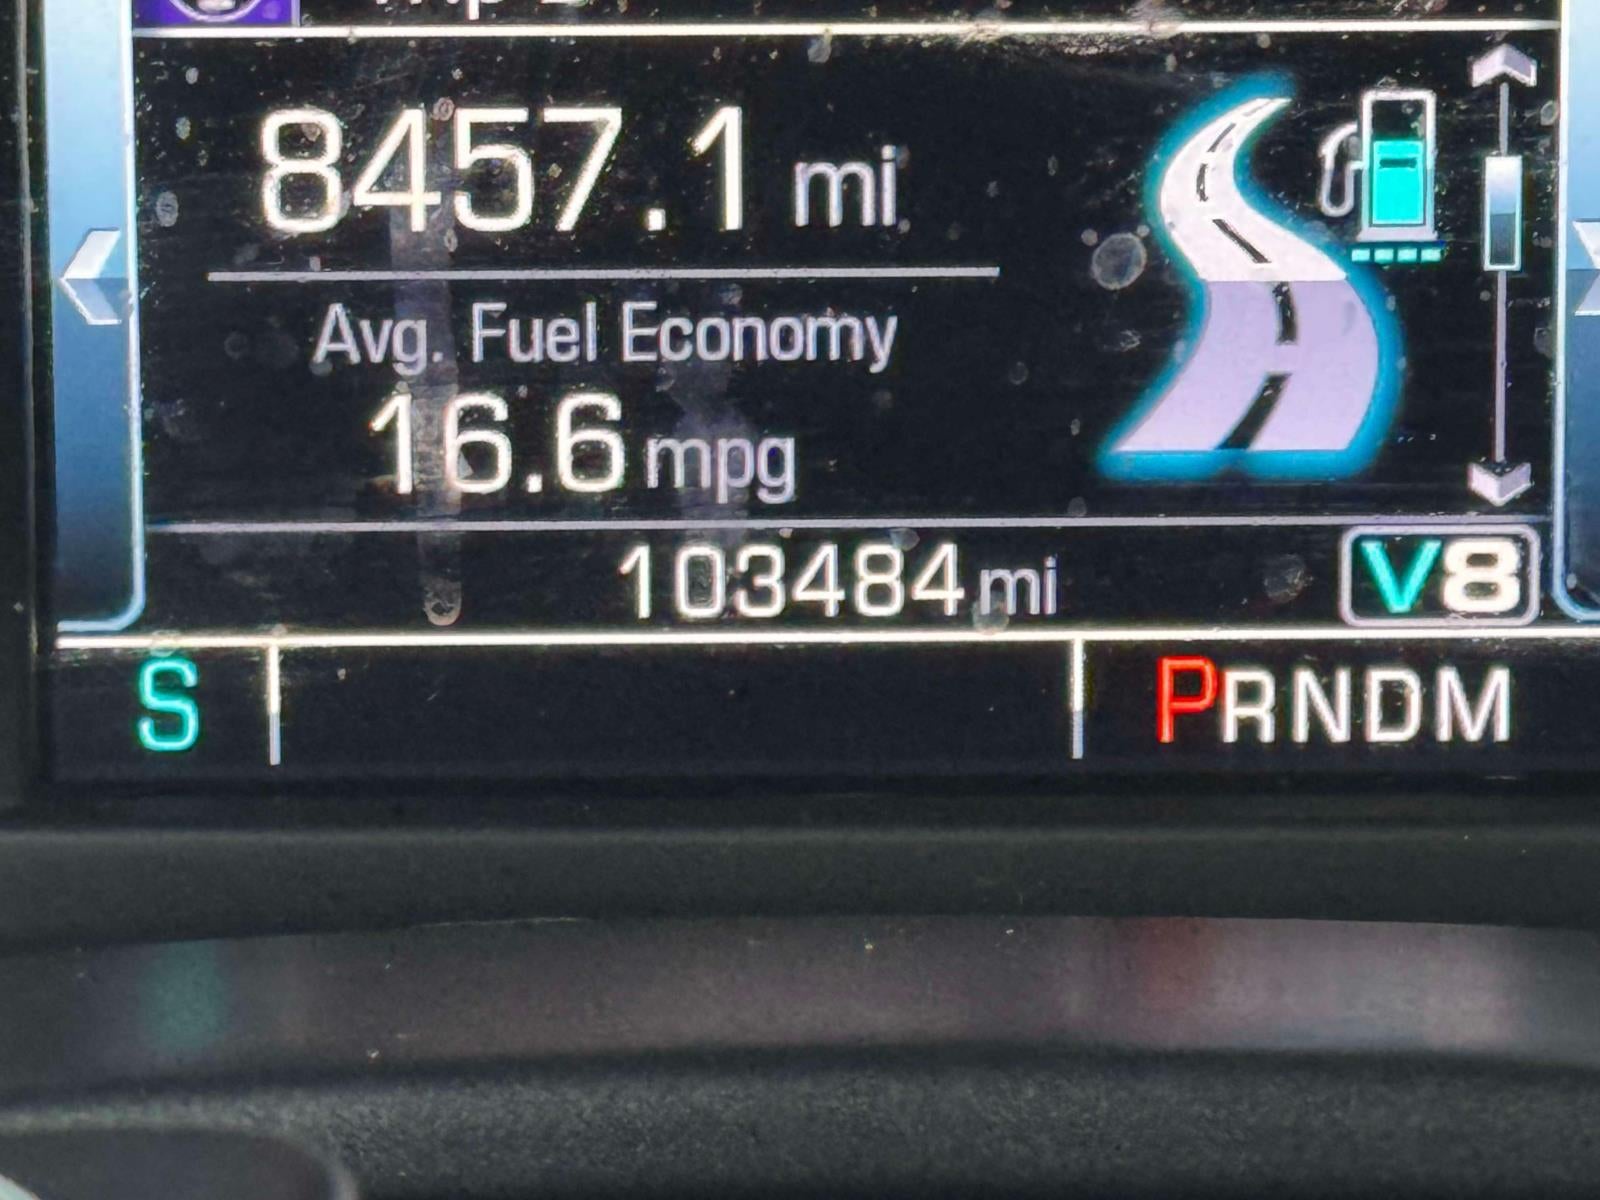 8457.1 mi
Avg. Fuel Economy
16.6 mpg
103484 mi
V8
S
PRNDM